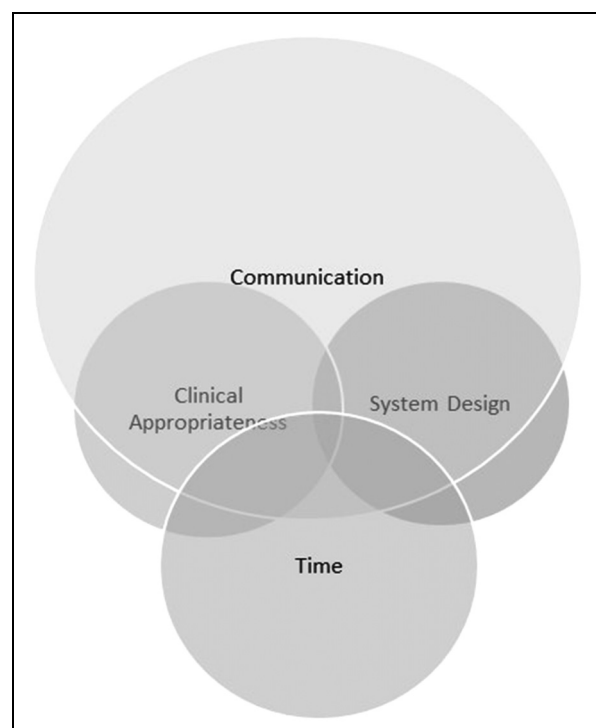 Communication
Clinical
Appropriateness
System Design
Time